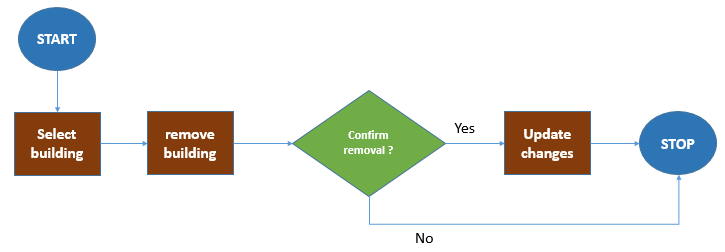 START
Select
building
remove
building
Confirm
removal ?
Yes
Update
changes
STOP
No